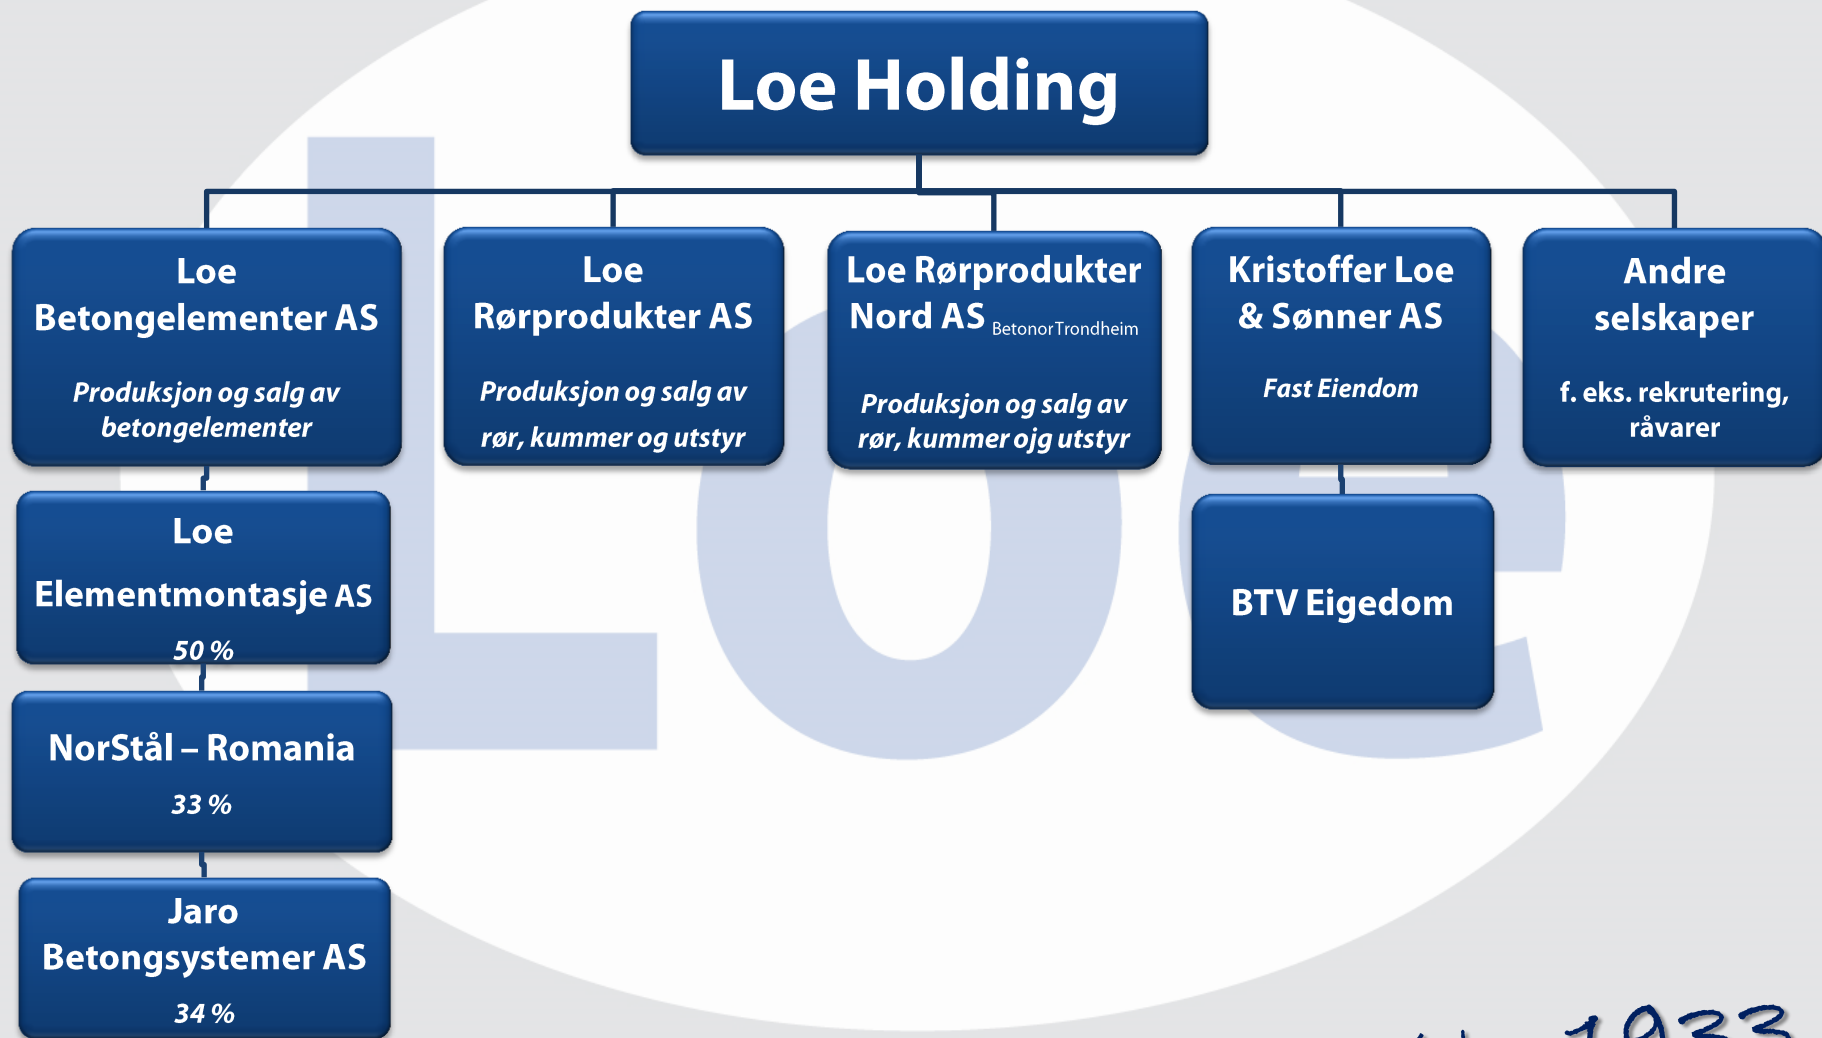 Loe Holding
Loe
Betongelementer AS
Produksjon og salg av
betongelementer
Loe
Rørprodukter AS
Produksjon og salg av
rør, kummer og utstyr
Loe Rørprodukter
Nord AS BetonorTrondheim
Produksjon og salg av
rør, kummer ojg utstyr
Kristoffer Loe
& Sønner AS
Fast Eiendom
Andre
selskaper
f. eks. rekrutering,
råvarer
Loe
Elementmontasje AS
50 %
NorStål – Romania
33 %
Jaro
Betongsystemer AS
34 %
BTV Eigedom
Loe
1933